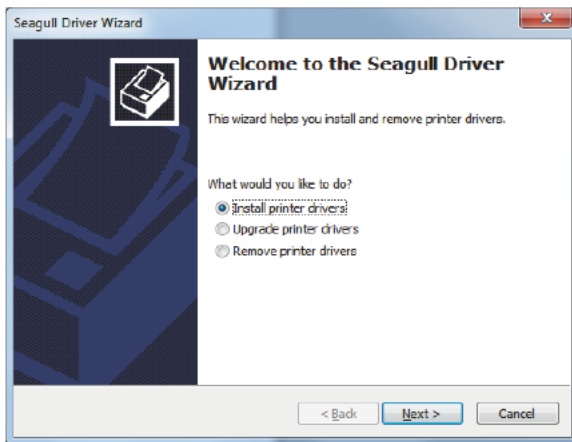 Seagull Driver Wizard
Welcome to the Seagull Driver
Wizard
This wizard helps you install and remove printer drivers.
What would you like to do?
Install printer drivers
Upgrade printer drivers
Remove printer drivers
< Back
Next >
Cancel